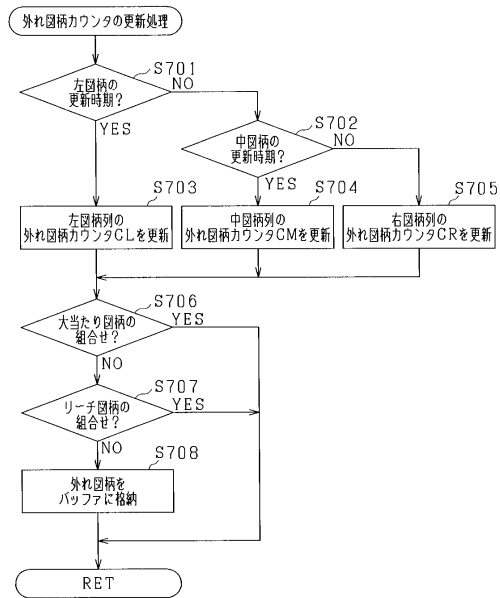 外れ図柄カウンタの更新処理
S701
左図柄の
更新時期?
NO
YES
S702
中図柄の
更新時期?
NO
YES
S703
左図柄列の
外れ図柄カウンタCLを更新
S704
中図柄列の
外れ図柄カウンタCMを更新
S705
右図柄列の
外れ図柄カウンタCRを更新
S706
大当たり図柄の
組合せ?
YES
NO
S707
リーチ図柄の
組合せ?
YES
NO
S708
外れ図柄を
バッファに格納
RET